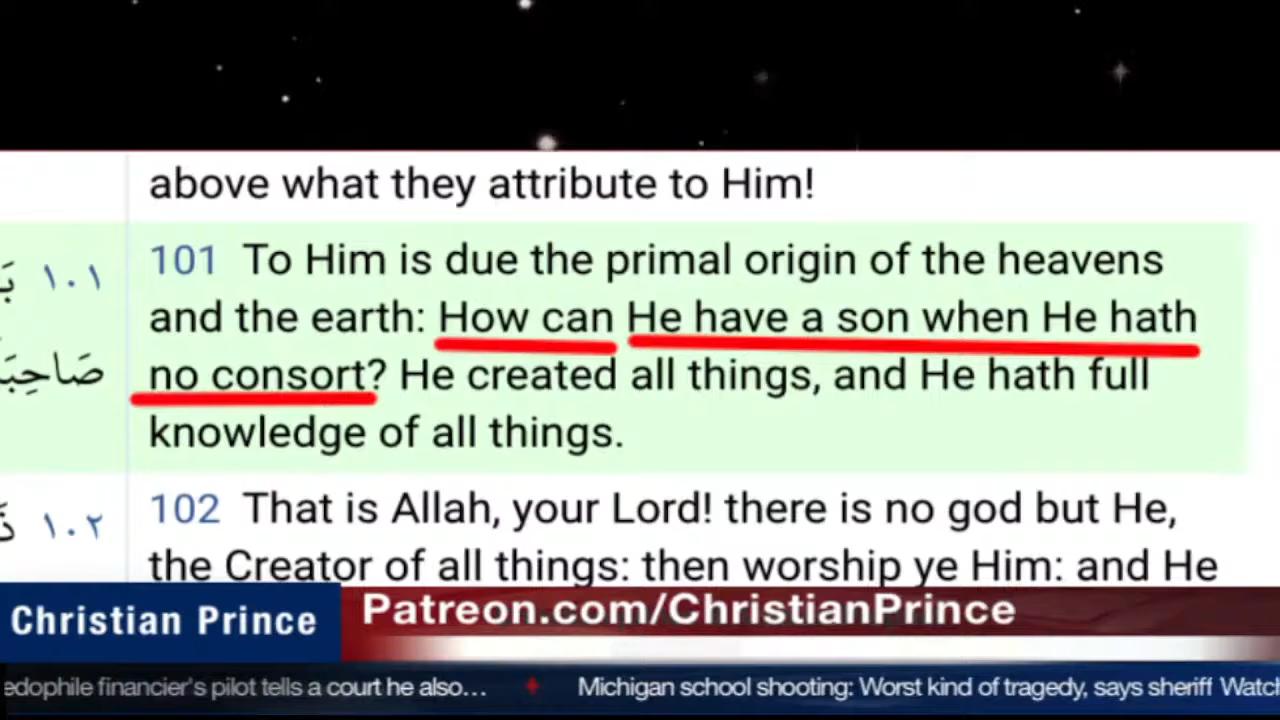 above what they attribute to Him!
101 To Him is due the primal origin of the heavens
١٠١
and the earth: How can He have a son when He hath
no consort? He created all things, and He hath full
knowledge of all things.
102 That is Allah, your Lord! there is no god but He,
١٠٢
the Creator of all things: then worship ye Him: and He
Christian Prince
Patreon.com/ChristianPrince
edophile financier's pilot tells a court he also...
Michigan school shooting: Worst kind of tragedy, says sheriff Watch